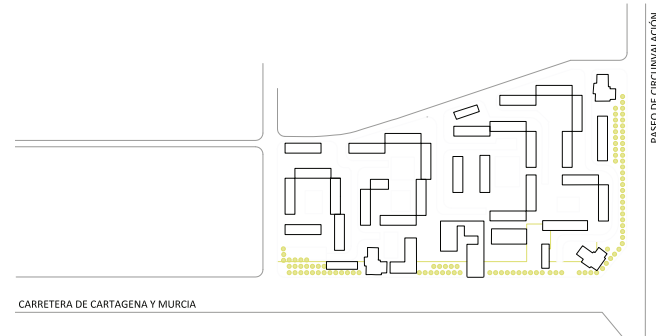 PASEO DE CIRCUNVALACIÓN
CARRETERA DE CARTAGENA Y MURCIA